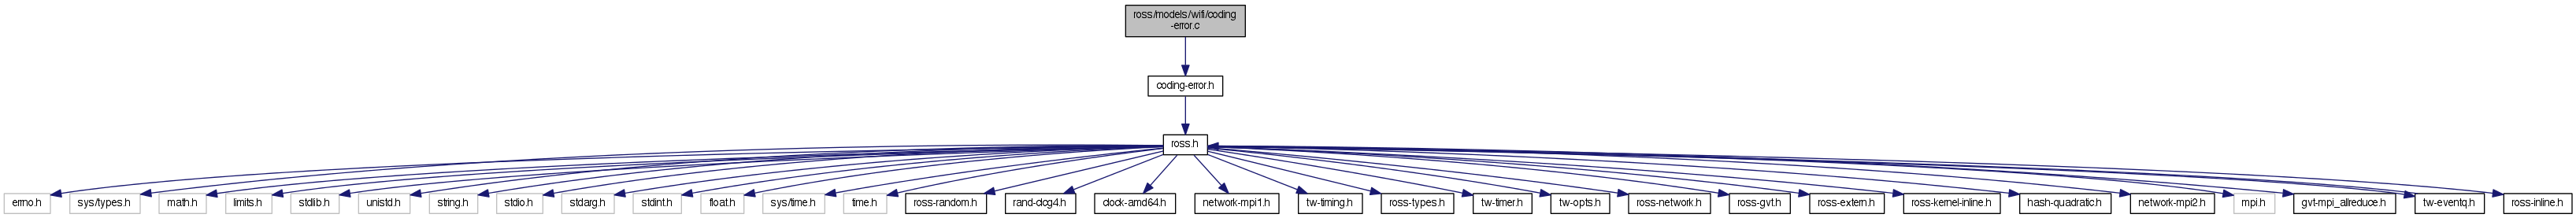 ross/models/wifi/coding
-error.c
coding-error.h
ross.h
errno.h
sys/types.h
math.h
limits.h
stdlib.h
unistd.h
string.h
stdio.h
stdarg.h
stdint.h
float.h
sys/time.h
time.h
ross-random.h
rand-clcg4.h
clock-amd64.h
network-mpi1.h
tw-timing.h
ross-types.h
tw-timer.h
tw-opts.h
ross-network.h
ross-gvt.h
ross-extern.h
ross-kernel-inline.h
hash-quadratic.h
network-mpi2.h
mpi.h
gvt-mpi_allreduce.h
tw-eventq.h
ross-inline.h